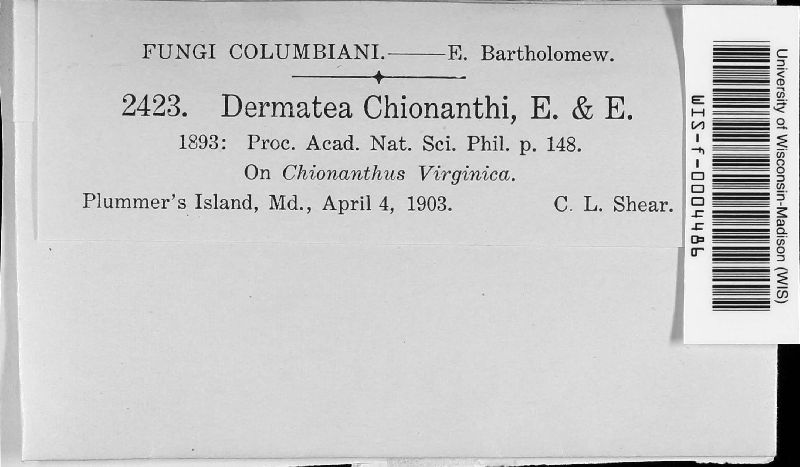 FUNGI COLUMBIANI.——E. Bartholomew.
2423. Dermatea Chionanthi, E. & E.
1893: Proc. Acad. Nat. Sci. Phil. p. 148.
On Chionanthus Virginica.
Plummer's Island, Md., April 4, 1903. C. L. Shear.
University of Wisconsin-Madison (WIS)
WIS-f-0004486